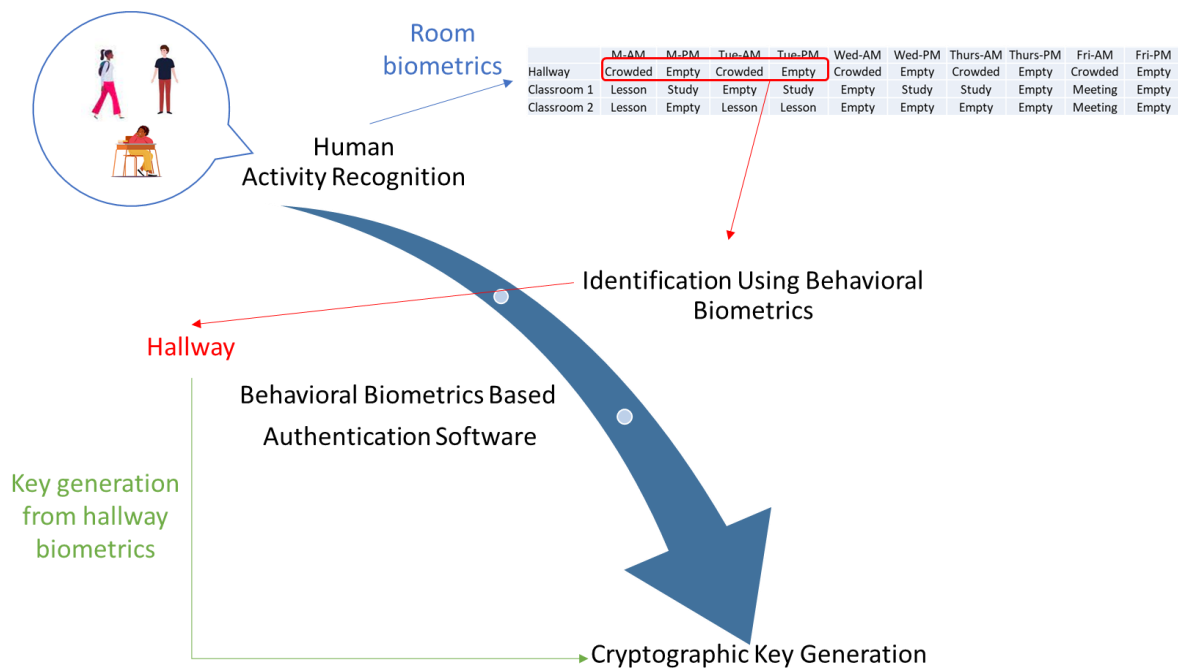 Room
biometrics
M-AM M-PM Tue-AM Tue-PM Wed-AM Wed-PM Thurs-AM Thurs-PM Fri-AM Fri-PM
Hallway Crowded Empty Crowded Empty Crowded Empty Crowded Empty Crowded Empty
Classroom 1 Lesson Study Empty Study Empty Study Study Empty Meeting Empty
Classroom 2 Lesson Empty Lesson Lesson Empty Empty Empty Empty Meeting Empty
Human
Activity Recognition
Identification Using Behavioral
Biometrics
Hallway
Behavioral Biometrics Based
Authentication Software
Key generation
from hallway
biometrics
Cryptographic Key Generation